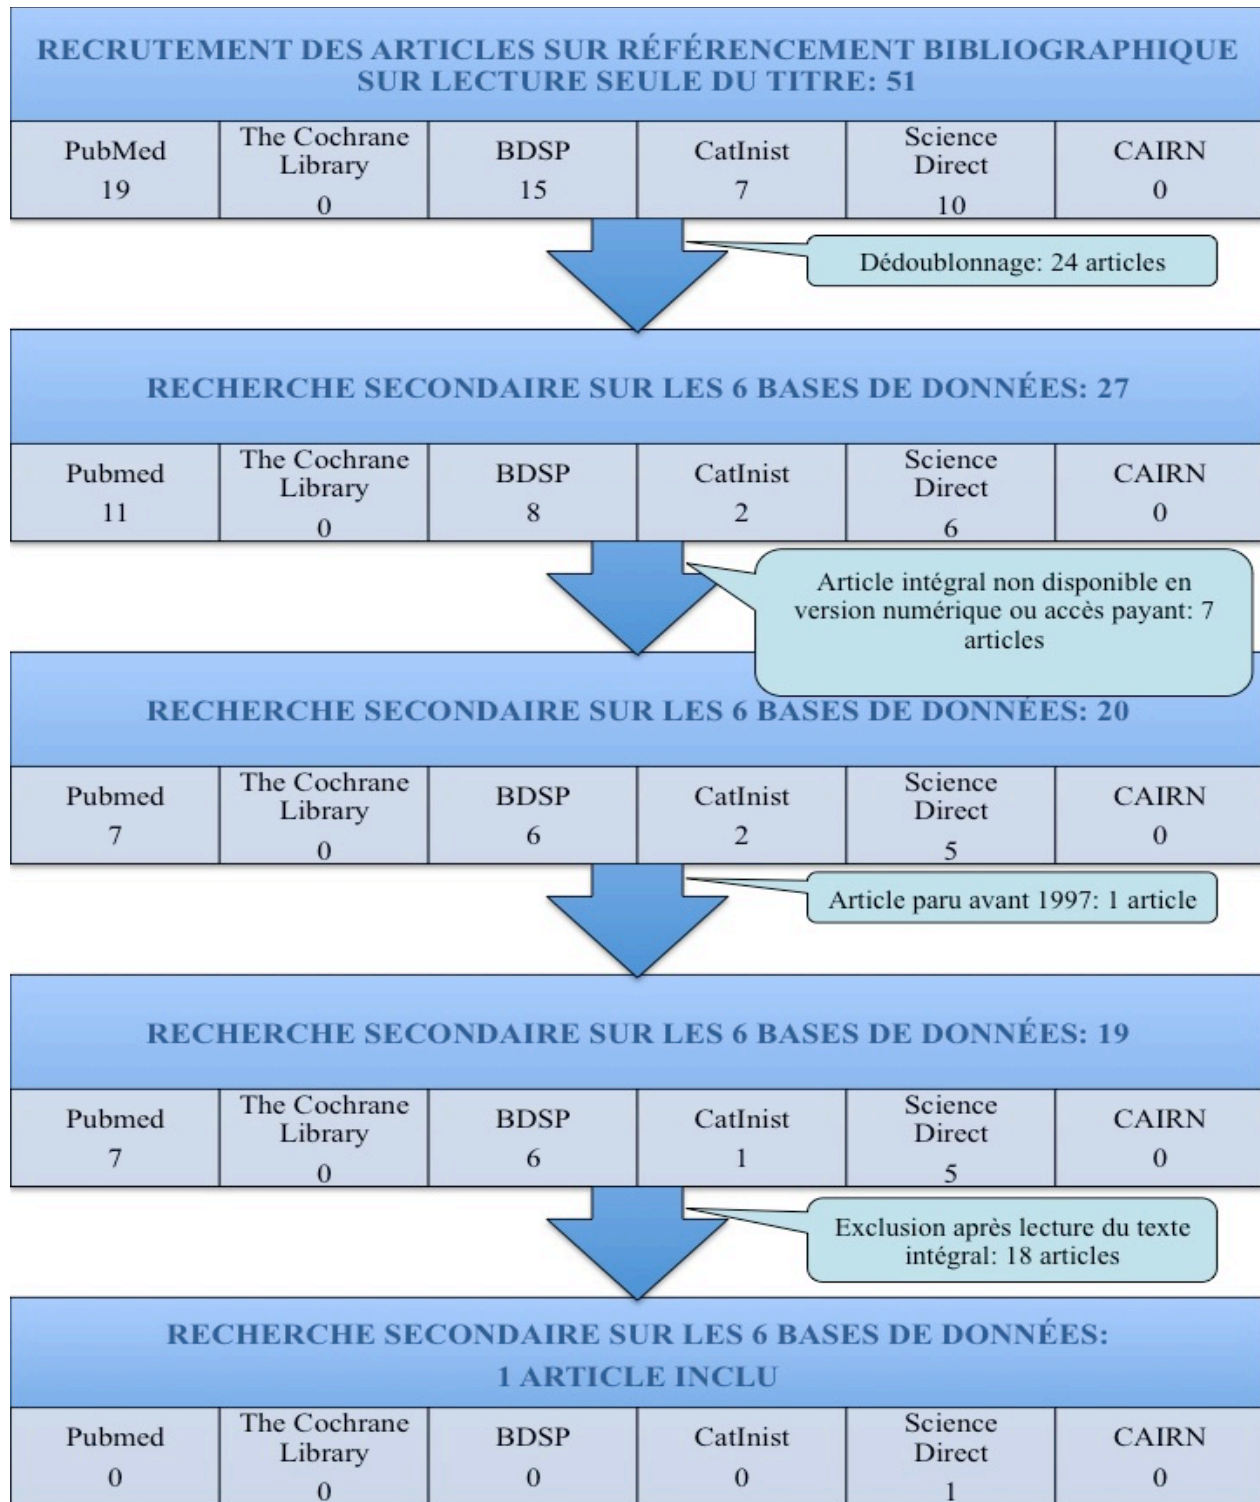 RECRUTEMENT DES ARTICLES SUR RÉFÉRENCEMENT BIBLIOGRAPHIQUE
SUR LECTURE SEULE DU TITRE: 51
PubMed
19
The Cochrane
Library
0
BDSP
15
CatInist
7
Science
Direct
10
CAIRN
0
Dédoublonnage: 24 articles
RECHERCHE SECONDAIRE SUR LES 6 BASES DE DONNÉES: 27
Pubmed
11
The Cochrane
Library
0
BDSP
8
CatInist
2
Science
Direct
6
CAIRN
0
Article intégral non disponible en
version numérique ou accès payant: 7
articles
RECHERCHE SECONDAIRE SUR LES 6 BASES DE DONNÉES: 20
Pubmed
7
The Cochrane
Library
0
BDSP
6
CatInist
2
Science
Direct
5
CAIRN
0
Article paru avant 1997: 1 article
RECHERCHE SECONDAIRE SUR LES 6 BASES DE DONNÉES: 19
Pubmed
7
The Cochrane
Library
0
BDSP
6
CatInist
1
Science
Direct
5
CAIRN
0
Exclusion après lecture du texte
intégral: 18 articles
RECHERCHE SECONDAIRE SUR LES 6 BASES DE DONNÉES:
1 ARTICLE INCLU
Pubmed
0
The Cochrane
Library
0
BDSP
0
CatInist
0
Science
Direct
1
CAIRN
0